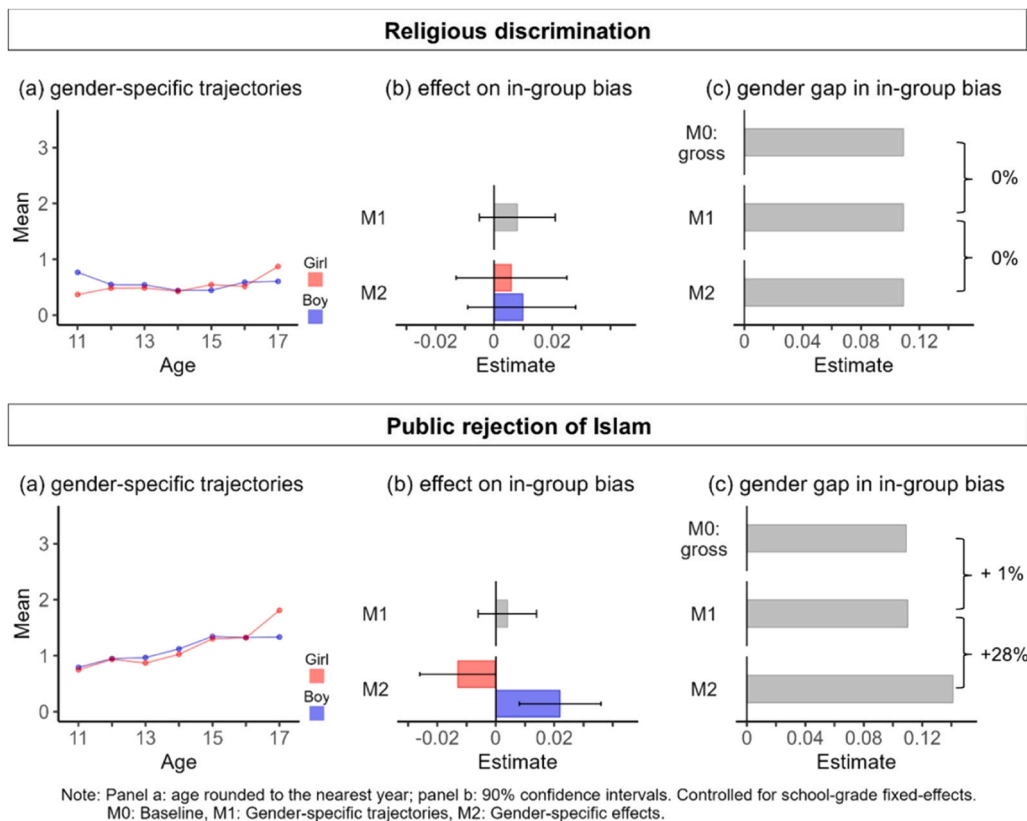 Religious discrimination
(a) gender-specific trajectories
(b) effect on in-group bias
(c) gender gap in in-group bias
3
2
1
0
Mean
11
13
15
17
Age
Girl
Boy
M1
M2
-0.02
0
0.02
Estimate
M0:
gross
M1
M2
0%
0%
0
0.04
0.08
0.12
Estimate
Public rejection of Islam
(a) gender-specific trajectories
(b) effect on in-group bias
(c) gender gap in in-group bias
3
2
1
0
Mean
11
13
15
17
Age
Girl
Boy
M1
M2
-0.02
0
0.02
Estimate
M0:
gross
M1
M2
+ 1%
+28%
0
0.04
0.08
0.12
Estimate
Note: Panel a: age rounded to the nearest year; panel b: 90% confidence intervals. Controlled for school-grade fixed-effects.
M0: Baseline, M1: Gender-specific trajectories, M2: Gender-specific effects.